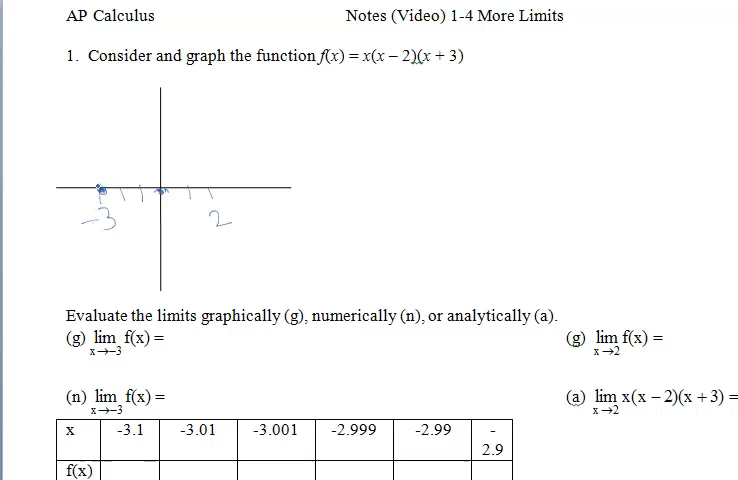 AP Calculus Notes (Video) 1-4 More Limits
1. Consider and graph the function f(x) = x(x – 2)(x + 3)
-3 2
Evaluate the limits graphically (g), numerically (n), or analytically (a).
(g) lim f(x) = (g) lim f(x) =
x→-3 x→2
(n) lim f(x) = (a) lim x(x – 2)(x + 3) =
x→-3 x→2
x -3.1 -3.01 -3.001 -2.999 -2.99 -
2.9
f(x)